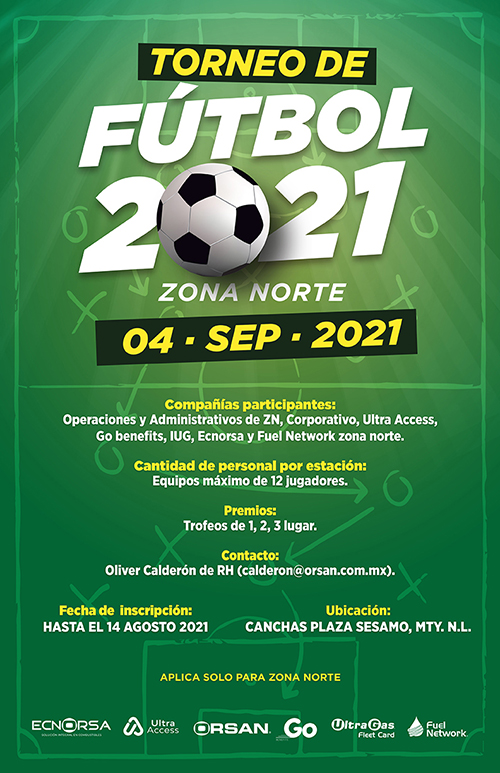 TORNEO DE
FÚTBOL
2021
ZONA NORTE
04 · SEP · 2021
Compañías participantes:
Operaciones y Administrativos de ZN, Corporativo, Ultra Access,
Go benefits, IUG, Ecnorsa y Fuel Network zona norte.
Cantidad de personal por estación:
Equipos máximo de 12 jugadores.
Premios:
Trofeos de 1, 2, 3 lugar.
Contacto:
Oliver Calderón de RH (calderon@orsan.com.mx).
Fecha de inscripción:
HASTA EL 14 AGOSTO 2021
Ubicación:
CANCHAS PLAZA SESAMO, MTY. N.L.
APLICA SOLO PARA ZONA NORTE
ECNORSA
Ultra
Access
ORSAN
Go
UltraGas
Fleet Card
Fuel
Network